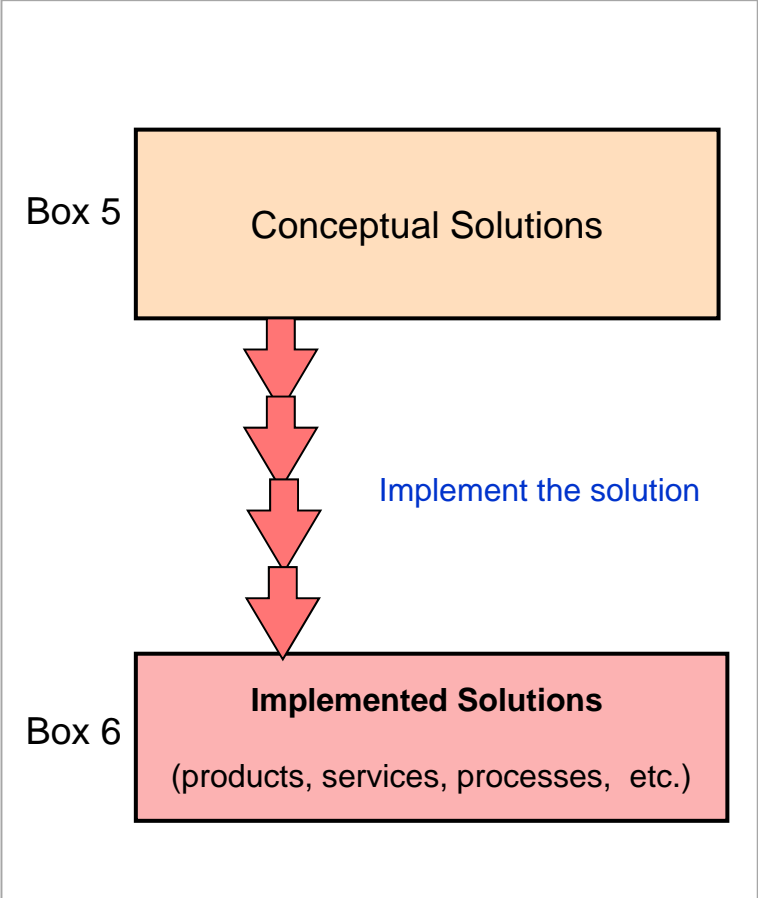 Box 5
Conceptual Solutions
Implement the solution
Box 6
Implemented Solutions
(products, services, processes,  etc.)